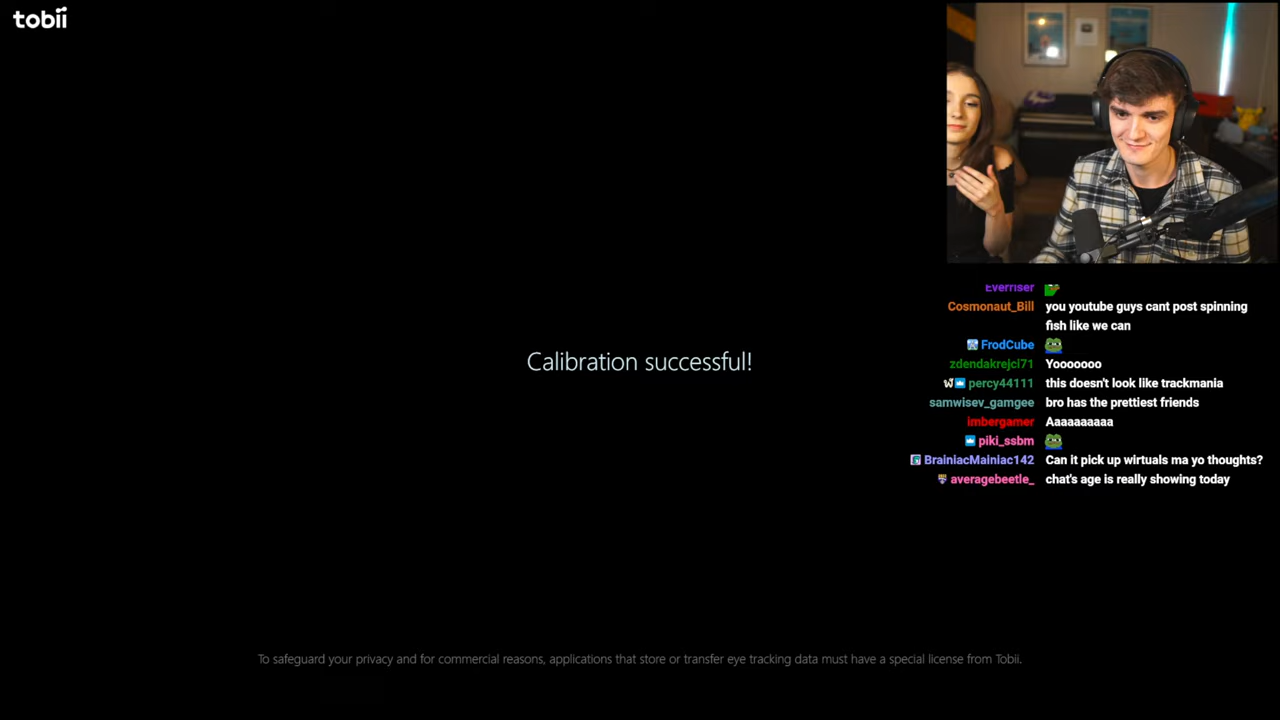 tobii
Everriser
Cosmonaut_Bill you youtube guys cant post spinning
fish like we can
FrodCube
zdendakrejci71 Yooooooo
percy44111 this doesn't look like trackmania
samwisev_gamgee bro has the prettiest friends
imbergamer Aaaaaaaaaa
piki_ssbm
BrainiacMainiac142 Can it pick up wirtuals ma yo thoughts?
averagebeetle_ chat's age is really showing today
Calibration successful!
To safeguard your privacy and for commercial reasons, applications that store or transfer eye tracking data must have a special license from Tobii.